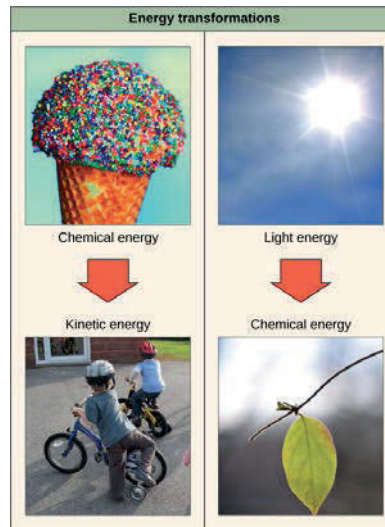 Energy transformations
Chemical energy
Kinetic energy
Light energy
Chemical energy